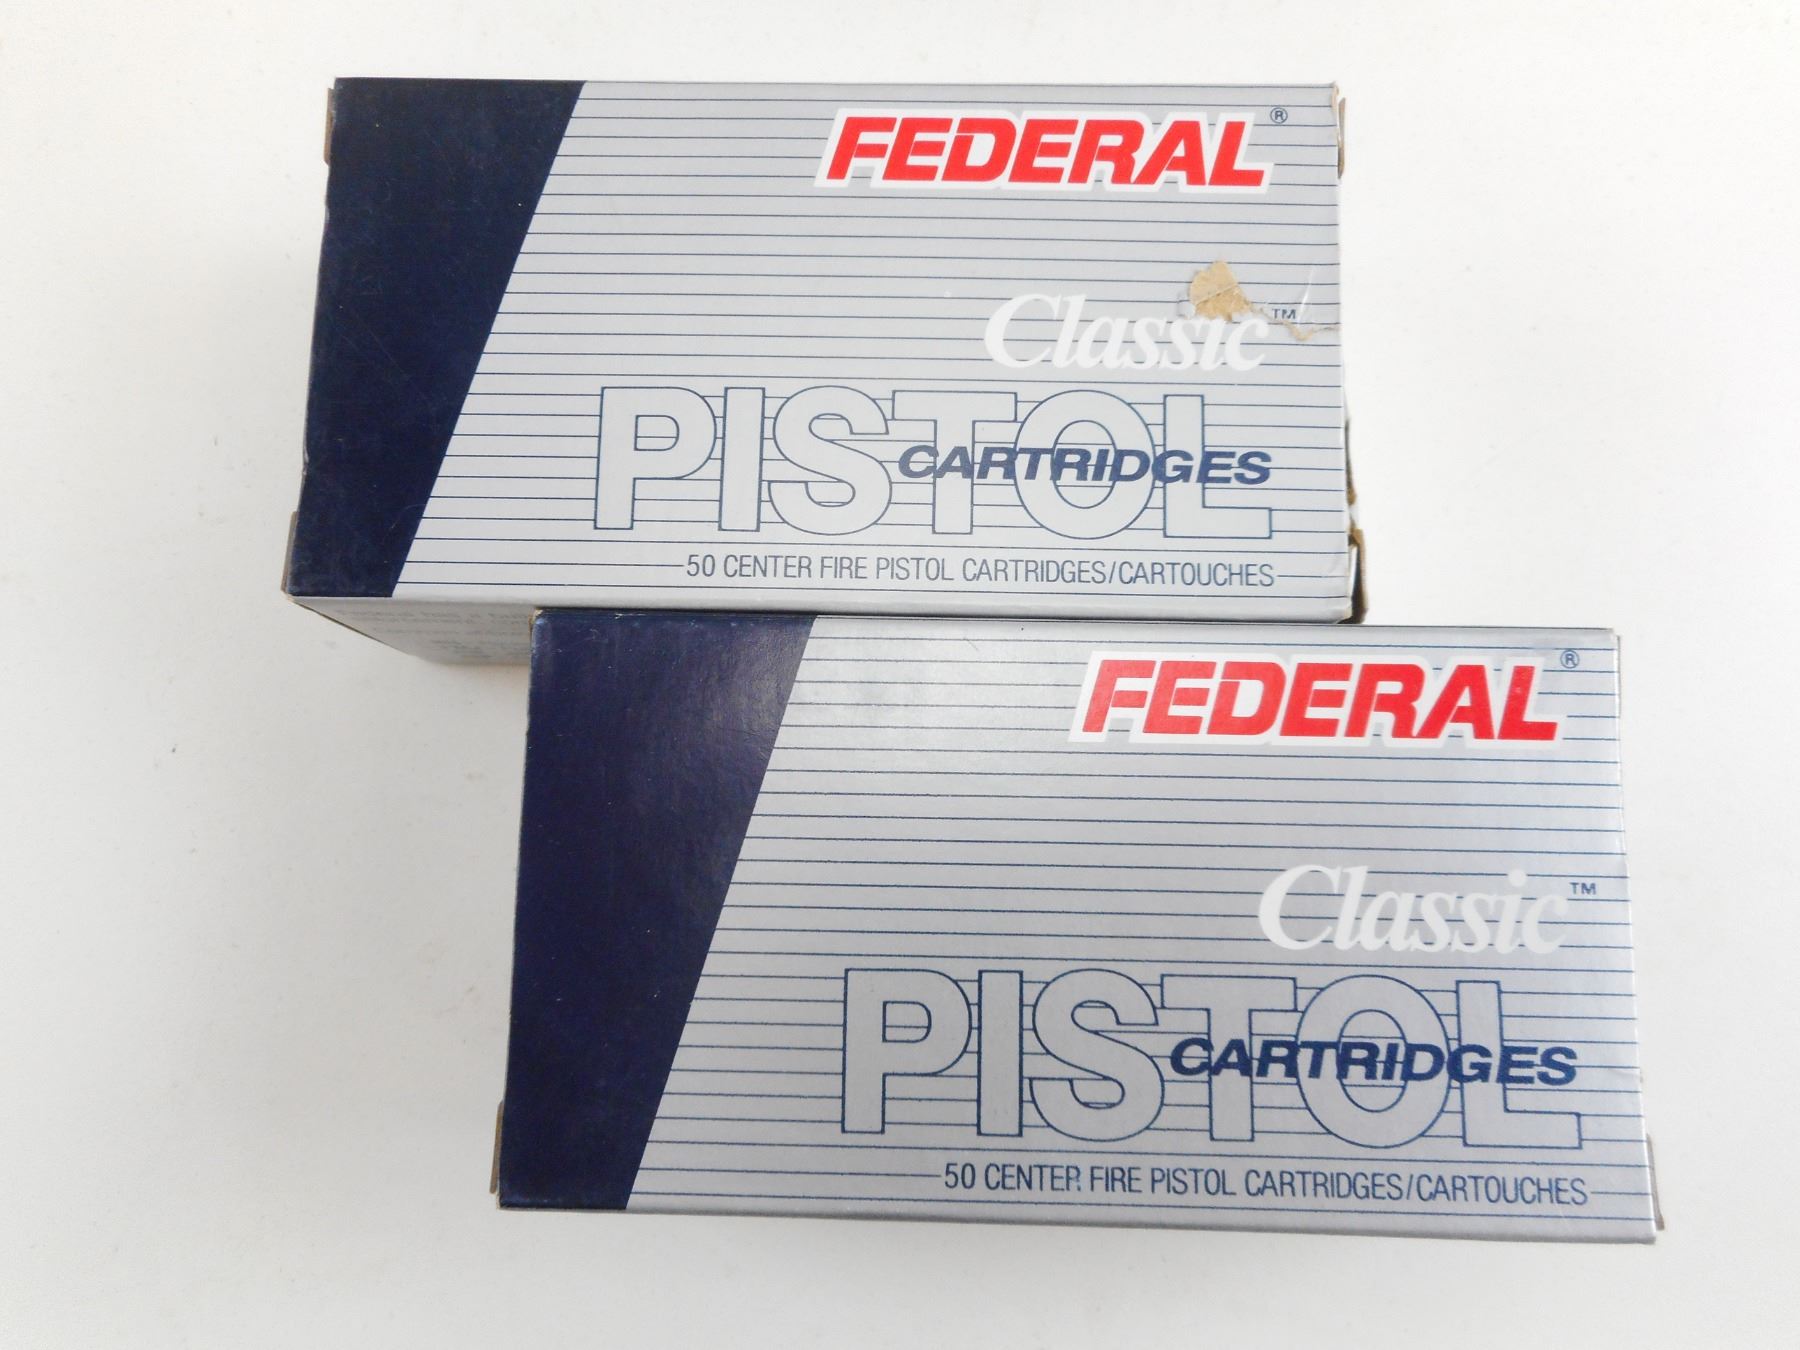 FEDERAL®
Classic™
PISTOL
CARTRIDGES
50 CENTER FIRE PISTOL CARTRIDGES/CARTOUCHES
FEDERAL®
Classic™
PISTOL
CARTRIDGES
50 CENTER FIRE PISTOL CARTRIDGES/CARTOUCHES